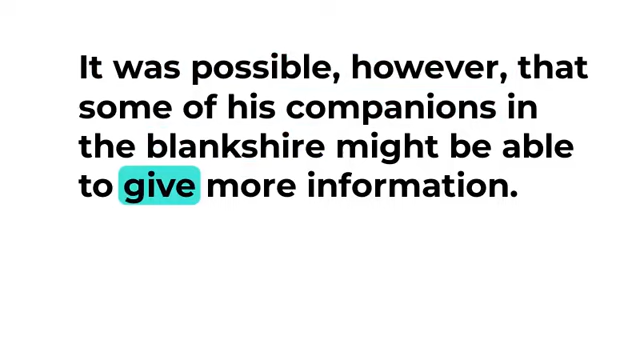 It was possible, however, that
some of his companions in
the blankshire might be able
to give more information.